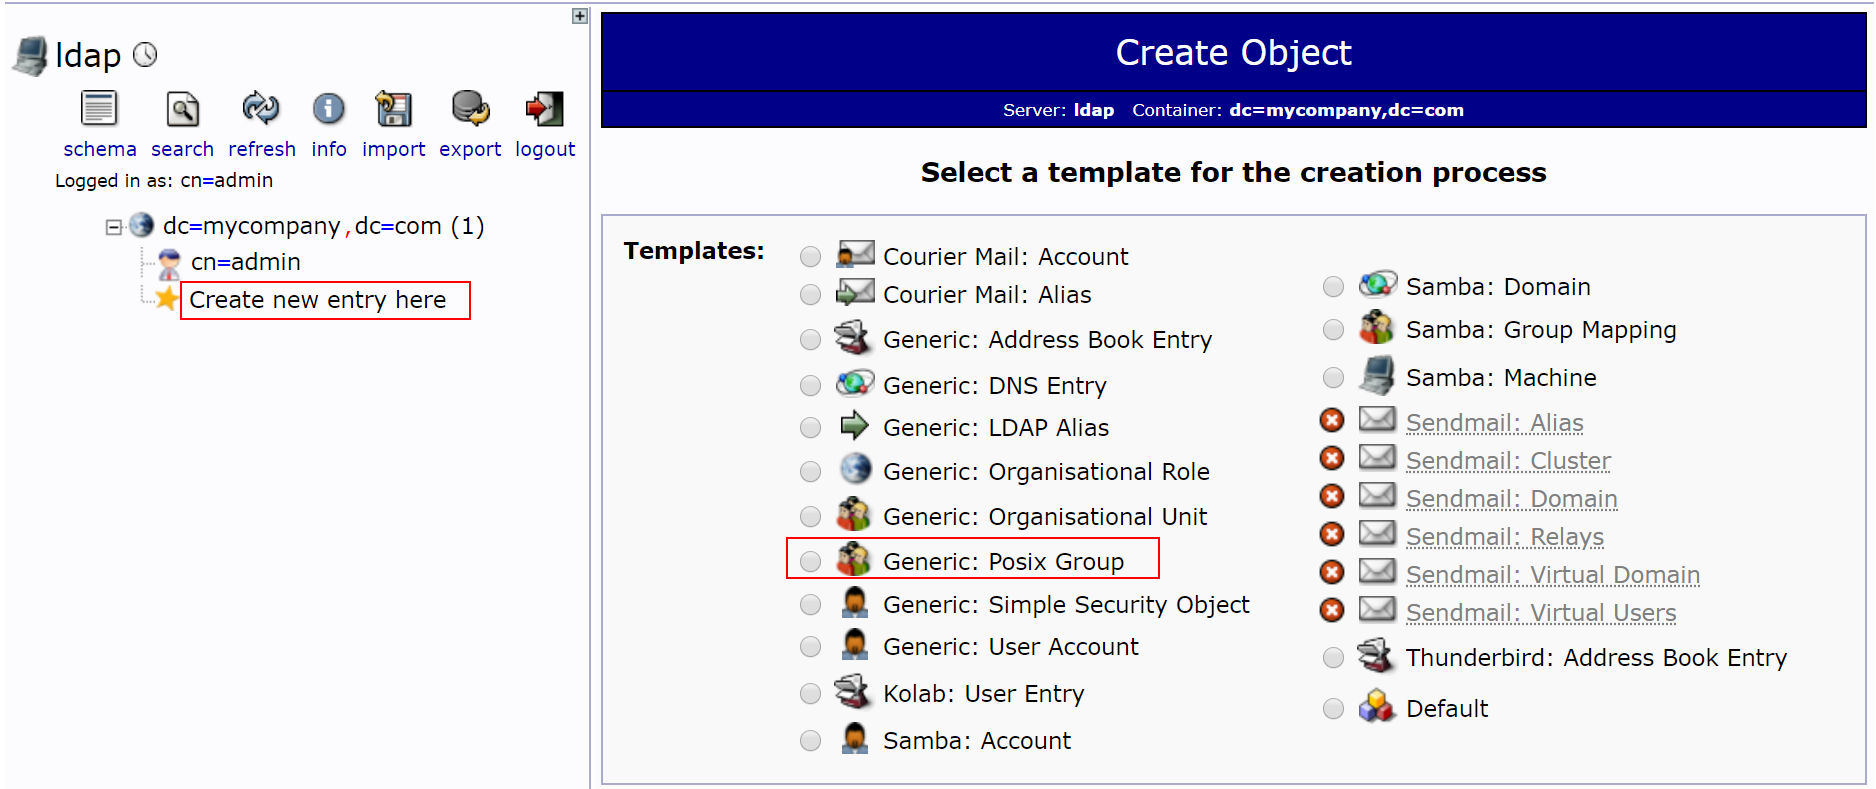 ldap
schema search refresh info import export logout
Logged in as: cn=admin
dc=mycompany,dc=com (1)
cn=admin
Create new entry here
Create Object
Server: ldap Container: dc=mycompany,dc=com
Select a template for the creation process
Templates:
Courier Mail: Account
Courier Mail: Alias
Generic: Address Book Entry
Generic: DNS Entry
Generic: LDAP Alias
Generic: Organisational Role
Generic: Organisational Unit
Generic: Posix Group
Generic: Simple Security Object
Generic: User Account
Kolab: User Entry
Samba: Account
Samba: Domain
Samba: Group Mapping
Samba: Machine
Sendmail: Alias
Sendmail: Cluster
Sendmail: Domain
Sendmail: Relays
Sendmail: Virtual Domain
Sendmail: Virtual Users
Thunderbird: Address Book Entry
Default